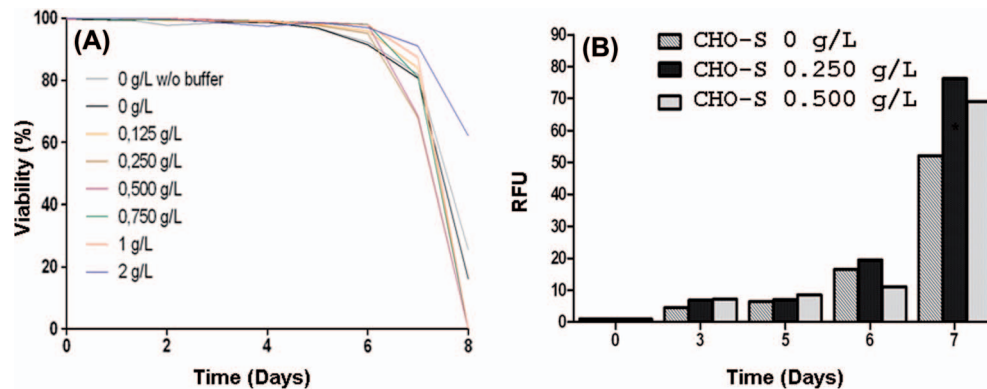 (A)
Viability (%)
100
80
60
40
20
0
0 g/L w/o buffer
0 g/L
0,125 g/L
0,250 g/L
0,500 g/L
0,750 g/L
1 g/L
2 g/L
0 2 4 6 8
Time (Days)
(B)
CHO-S 0 g/L
CHO-S 0.250 g/L
CHO-S 0.500 g/L
RFU
90
80
70
60
50
40
30
20
10
0
*
0 3 5 6 7
Time (Days)